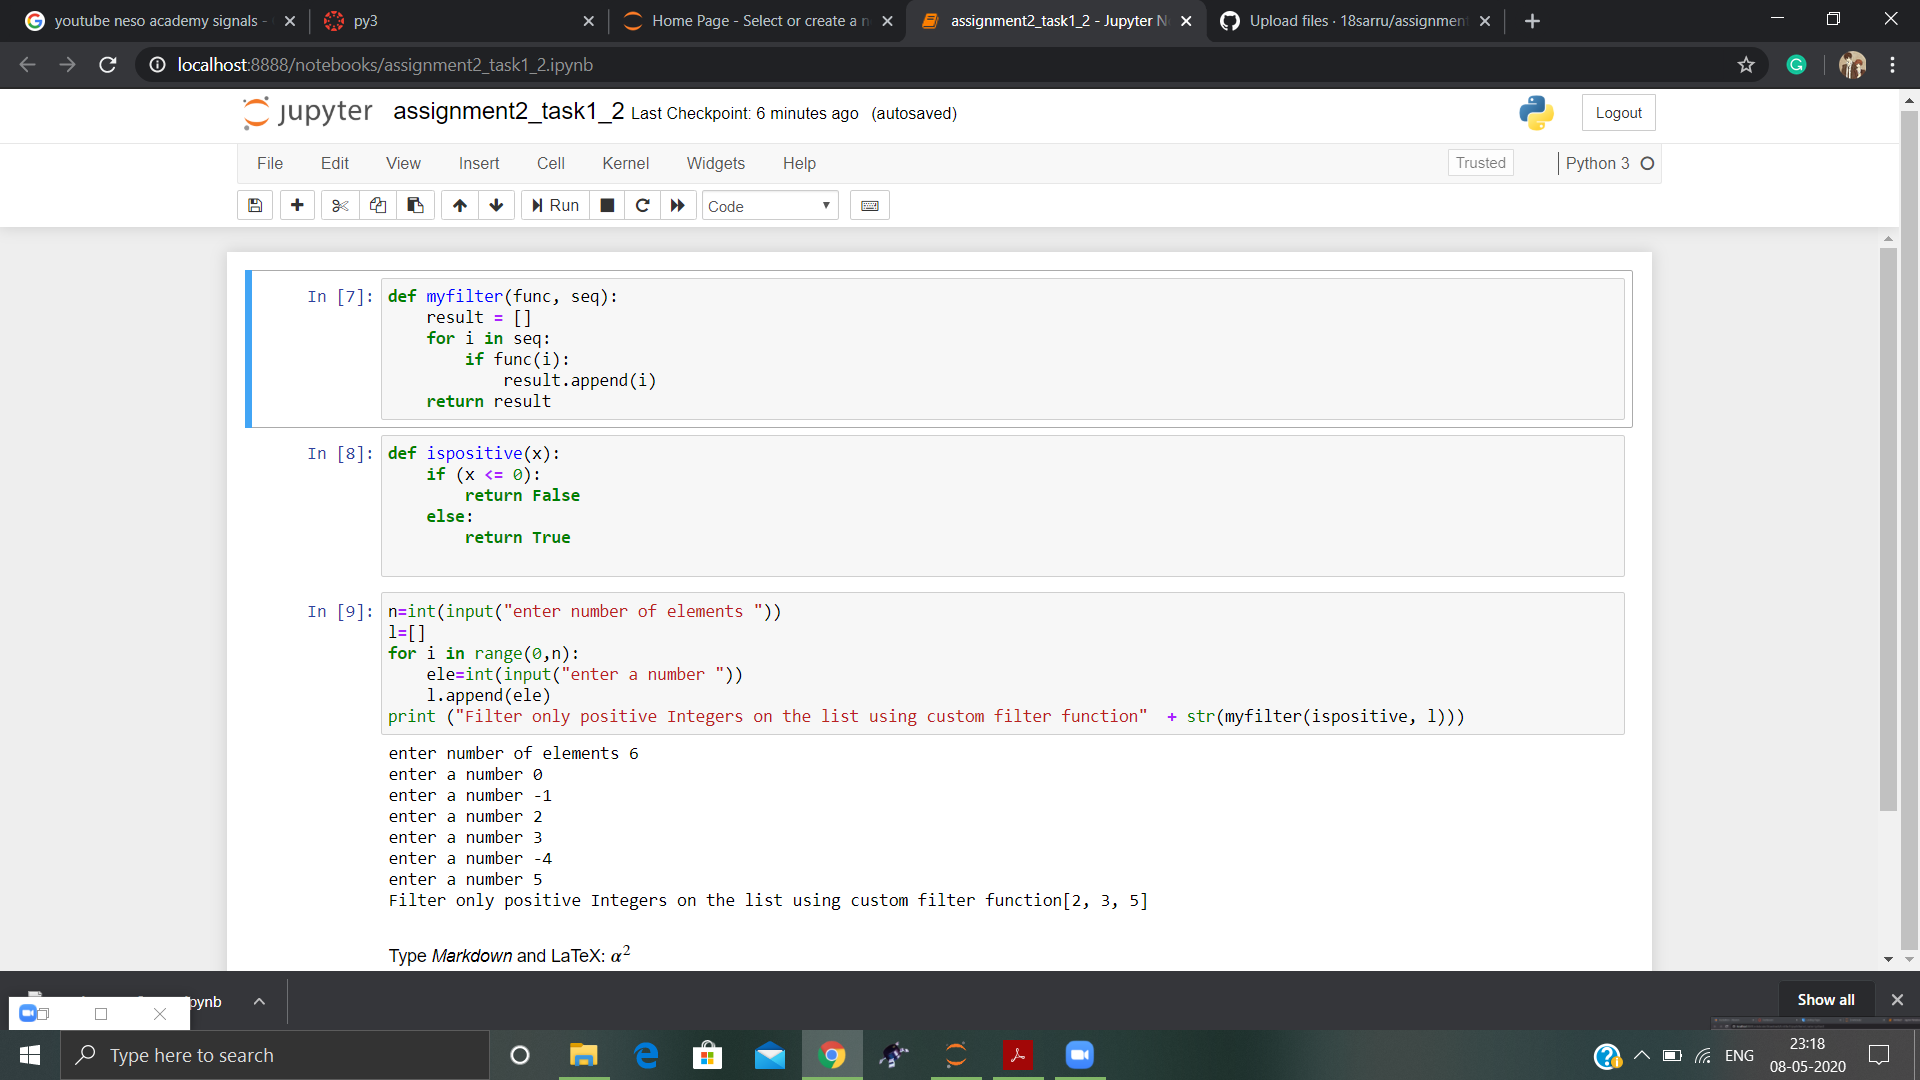 youtube neso academy signals -
py3
Home Page - Select or create a n
assignment2_task1_2 - Jupyter N
Upload files · 18sarru/assignment
localhost:8888/notebooks/assignment2_task1_2.ipynb
jupyter assignment2_task1_2 Last Checkpoint: 6 minutes ago (autosaved)
Logout
File Edit View Insert Cell Kernel Widgets Help
Trusted
Python 3
Run
Code
In [7]: def myfilter(func, seq):
    result = []
    for i in seq:
        if func(i):
            result.append(i)
    return result
In [8]: def ispositive(x):
    if (x <= 0):
        return False
    else:
        return True
In [9]: n=int(input("enter number of elements "))
l=[]
for i in range(0,n):
    ele=int(input("enter a number "))
    l.append(ele)
print ("Filter only positive Integers on the list using custom filter function"  + str(myfilter(ispositive, l)))
enter number of elements 6
enter a number 0
enter a number -1
enter a number 2
enter a number 3
enter a number -4
enter a number 5
Filter only positive Integers on the list using custom filter function[2, 3, 5]
Type Markdown and LaTeX: α²
pynb
Show all
Type here to search
ENG
23:18
08-05-2020